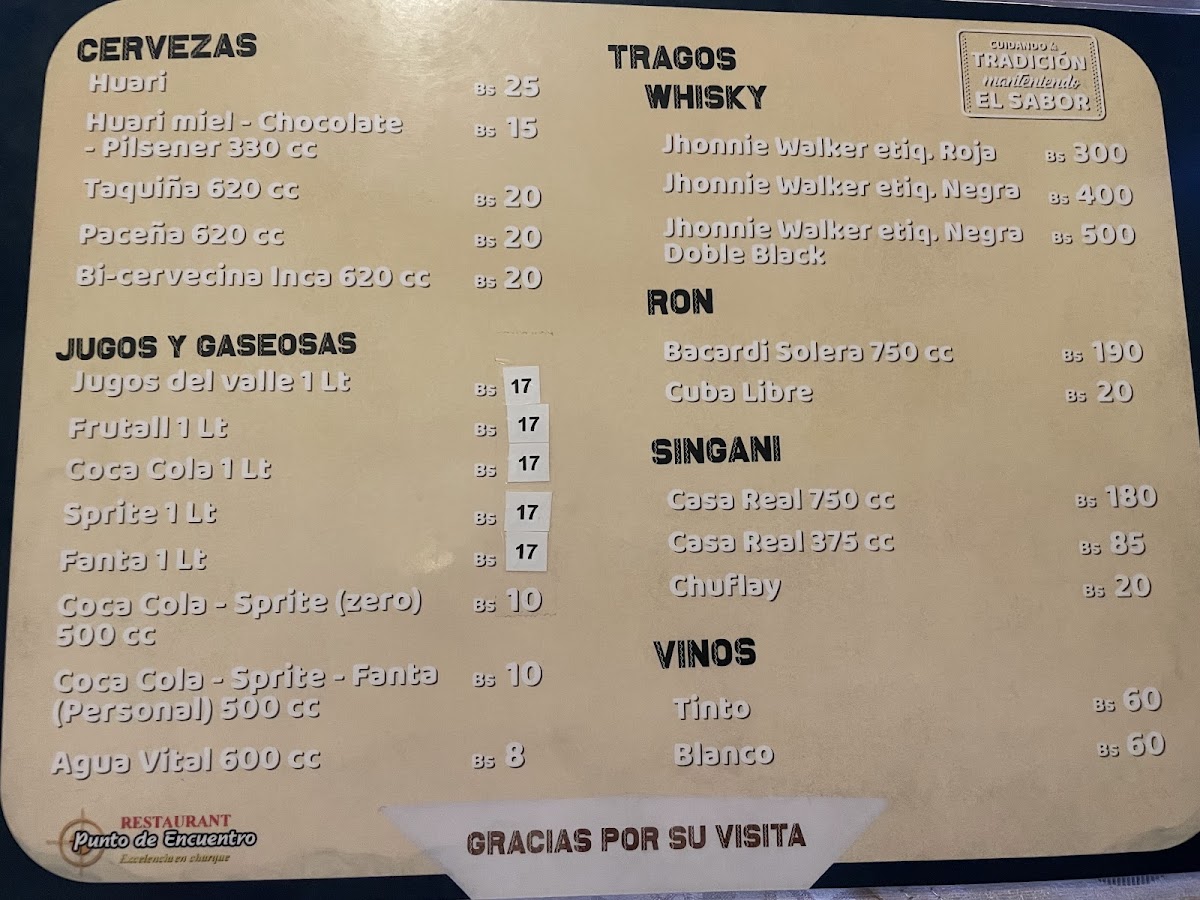 CERVEZAS
Huari Bs 25
Huari miel - Chocolate Bs 15
- Pilsener 330 cc
Taquiña 620 cc Bs 20
Paceña 620 cc Bs 20
Bi-cervecina Inca 620 cc Bs 20
JUGOS Y GASEOSAS
Jugos del valle 1 Lt Bs 17
Frutall 1 Lt Bs 17
Coca Cola 1 Lt Bs 17
Sprite 1 Lt Bs 17
Fanta 1 Lt Bs 17
Coca Cola - Sprite (zero) Bs 10
500 cc
Coca Cola - Sprite - Fanta Bs 10
(Personal) 500 cc
Agua Vital 600 cc Bs 8
RESTAURANT
Punto de Encuentro
Excelencia en charque
CUIDANDO la
TRADICIÓN
manteniendo
EL SABOR
TRAGOS
WHISKY
Jhonnie Walker etiq. Roja Bs 300
Jhonnie Walker etiq. Negra Bs 400
Jhonnie Walker etiq. Negra Bs 500
Doble Black
RON
Bacardi Solera 750 cc Bs 190
Cuba Libre Bs 20
SINGANI
Casa Real 750 cc Bs 180
Casa Real 375 cc Bs 85
Chuflay Bs 20
VINOS
Tinto Bs 60
Blanco Bs 60
GRACIAS POR SU VISITA